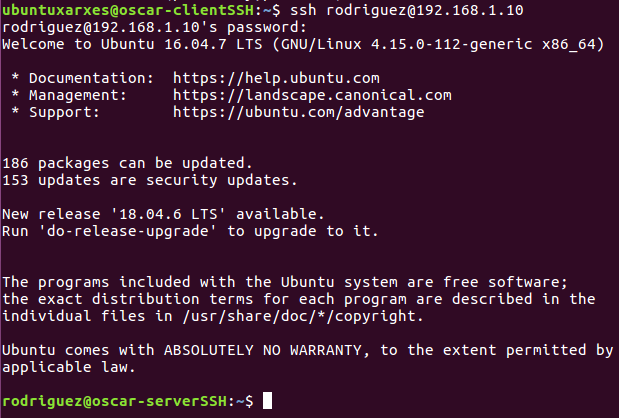 ubuntuxarxes@oscar-clientSSH:~$ ssh rodriguez@192.168.1.10
rodriguez@192.168.1.10's password:
Welcome to Ubuntu 16.04.7 LTS (GNU/Linux 4.15.0-112-generic x86_64)
* Documentation:  https://help.ubuntu.com
* Management:     https://landscape.canonical.com
* Support:        https://ubuntu.com/advantage
186 packages can be updated.
153 updates are security updates.
New release '18.04.6 LTS' available.
Run 'do-release-upgrade' to upgrade to it.
The programs included with the Ubuntu system are free software;
the exact distribution terms for each program are described in the
individual files in /usr/share/doc/*/copyright.
Ubuntu comes with ABSOLUTELY NO WARRANTY, to the extent permitted by
applicable law.
rodriguez@oscar-serverSSH:~$